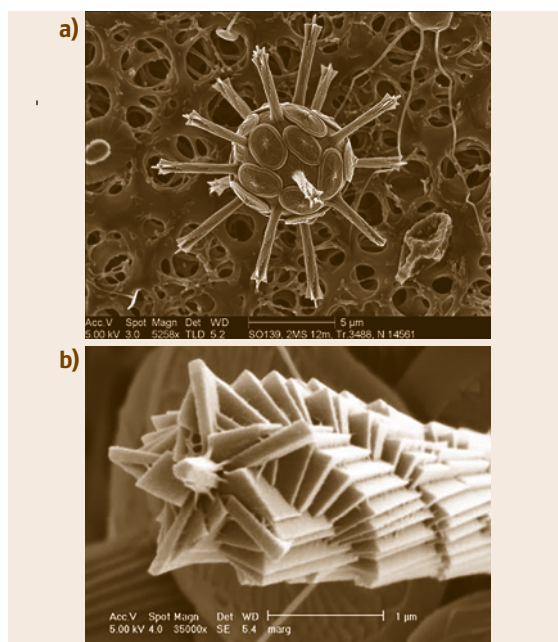 a)
Acc.V Spot Magn Det WD
5.00 kV 3.0 5258x TLD 5.2
5 µm
SO139, 2MS 12m, Tr.3488, N 14561
b)
Acc.V Spot Magn Det WD
5.00 kV 4.0 35000x SE 5.4 marg
1 µm